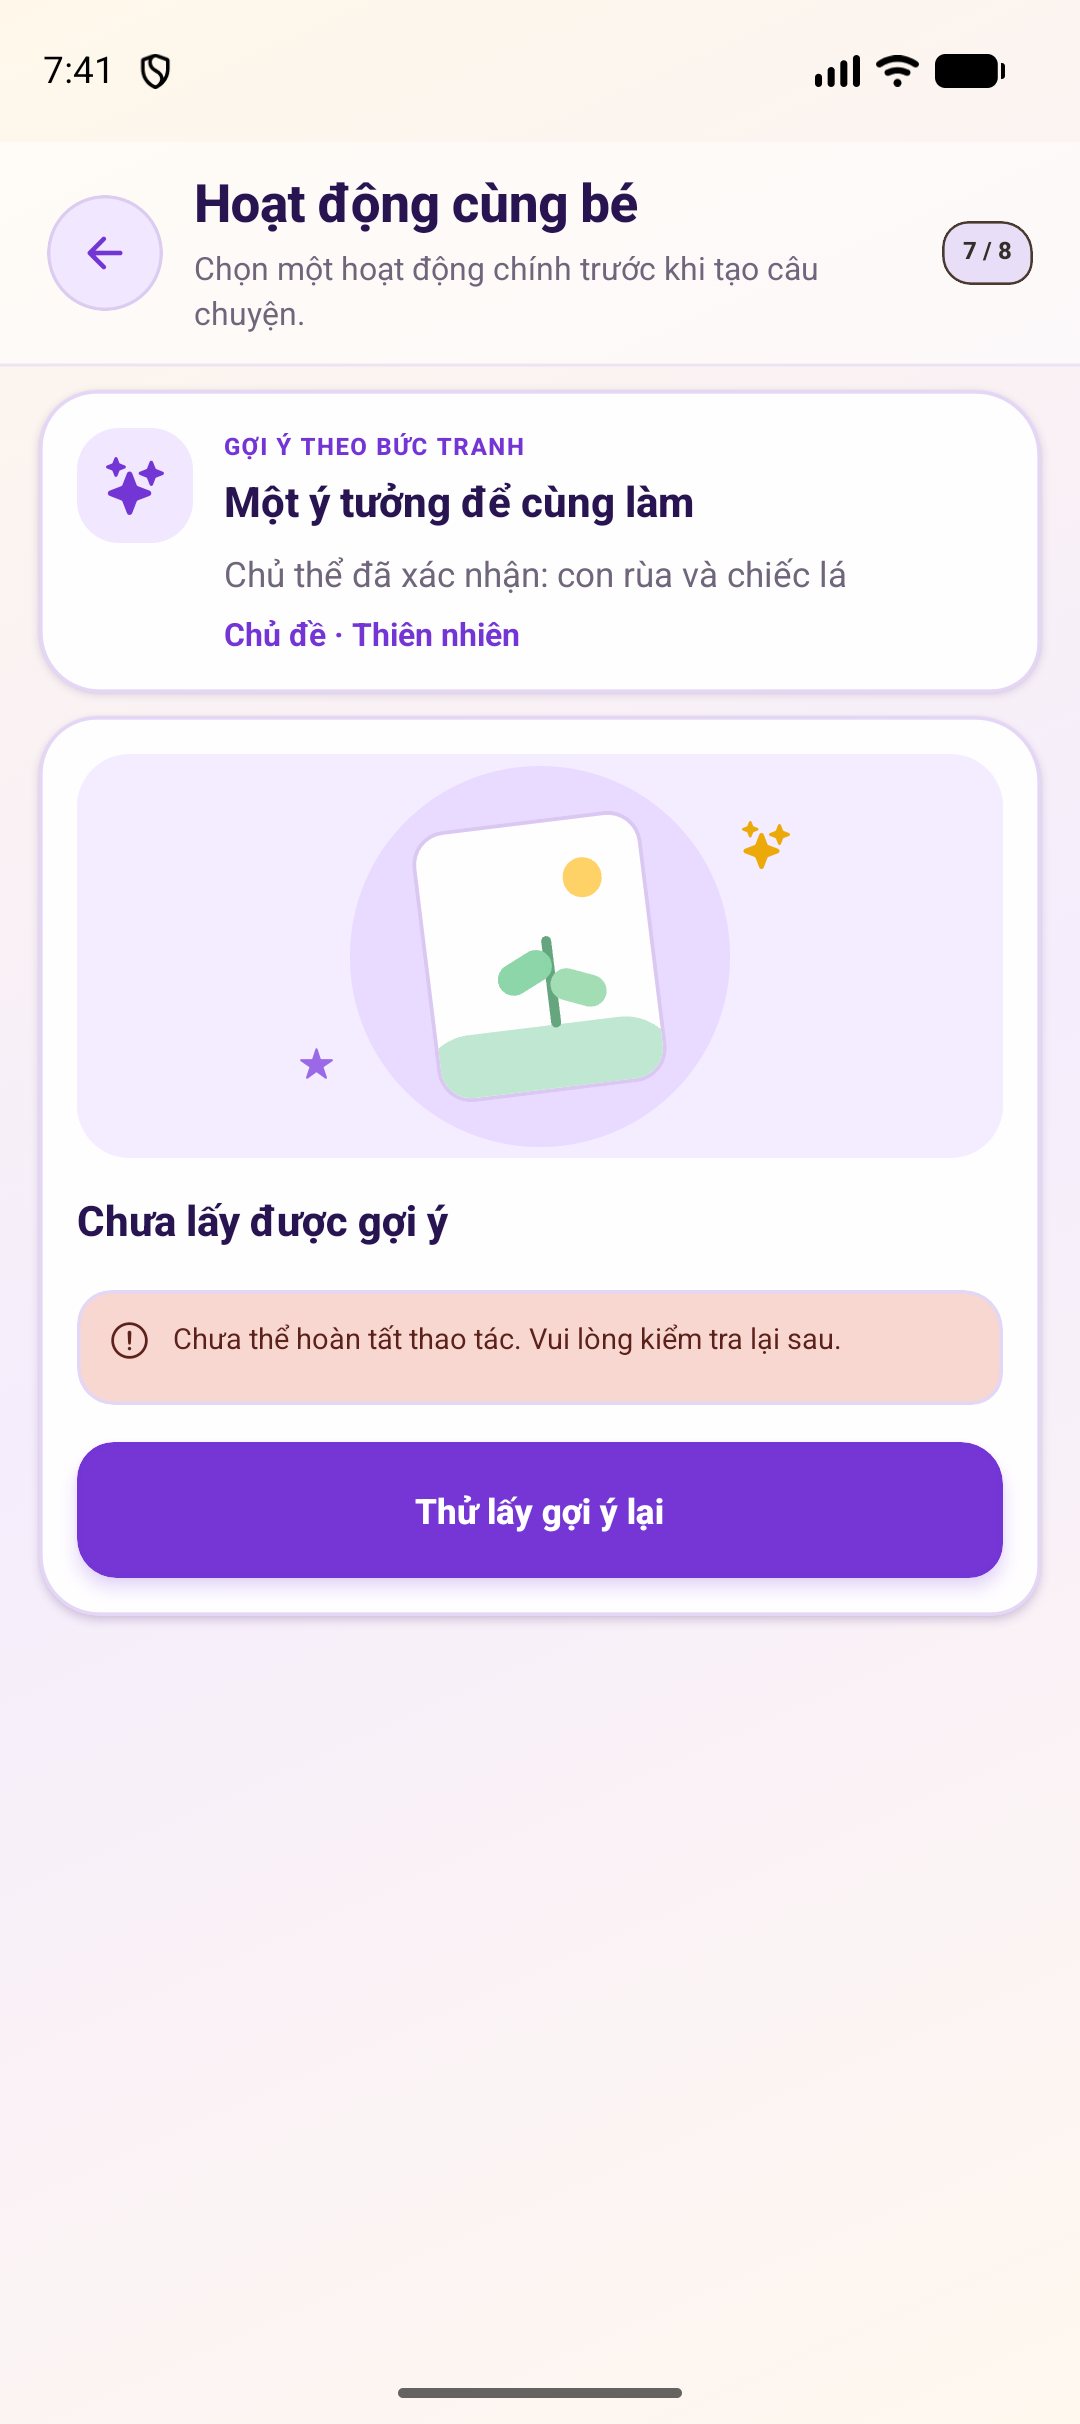 7:41
Hoạt động cùng bé
Chọn một hoạt động chính trước khi tạo câu
chuyện.
7 / 8
GỢI Ý THEO BỨC TRANH
Một ý tưởng để cùng làm
Chủ thể đã xác nhận: con rùa và chiếc lá
Chủ đề · Thiên nhiên
Chưa lấy được gợi ý
Chưa thể hoàn tất thao tác. Vui lòng kiểm tra lại sau.
Thử lấy gợi ý lại